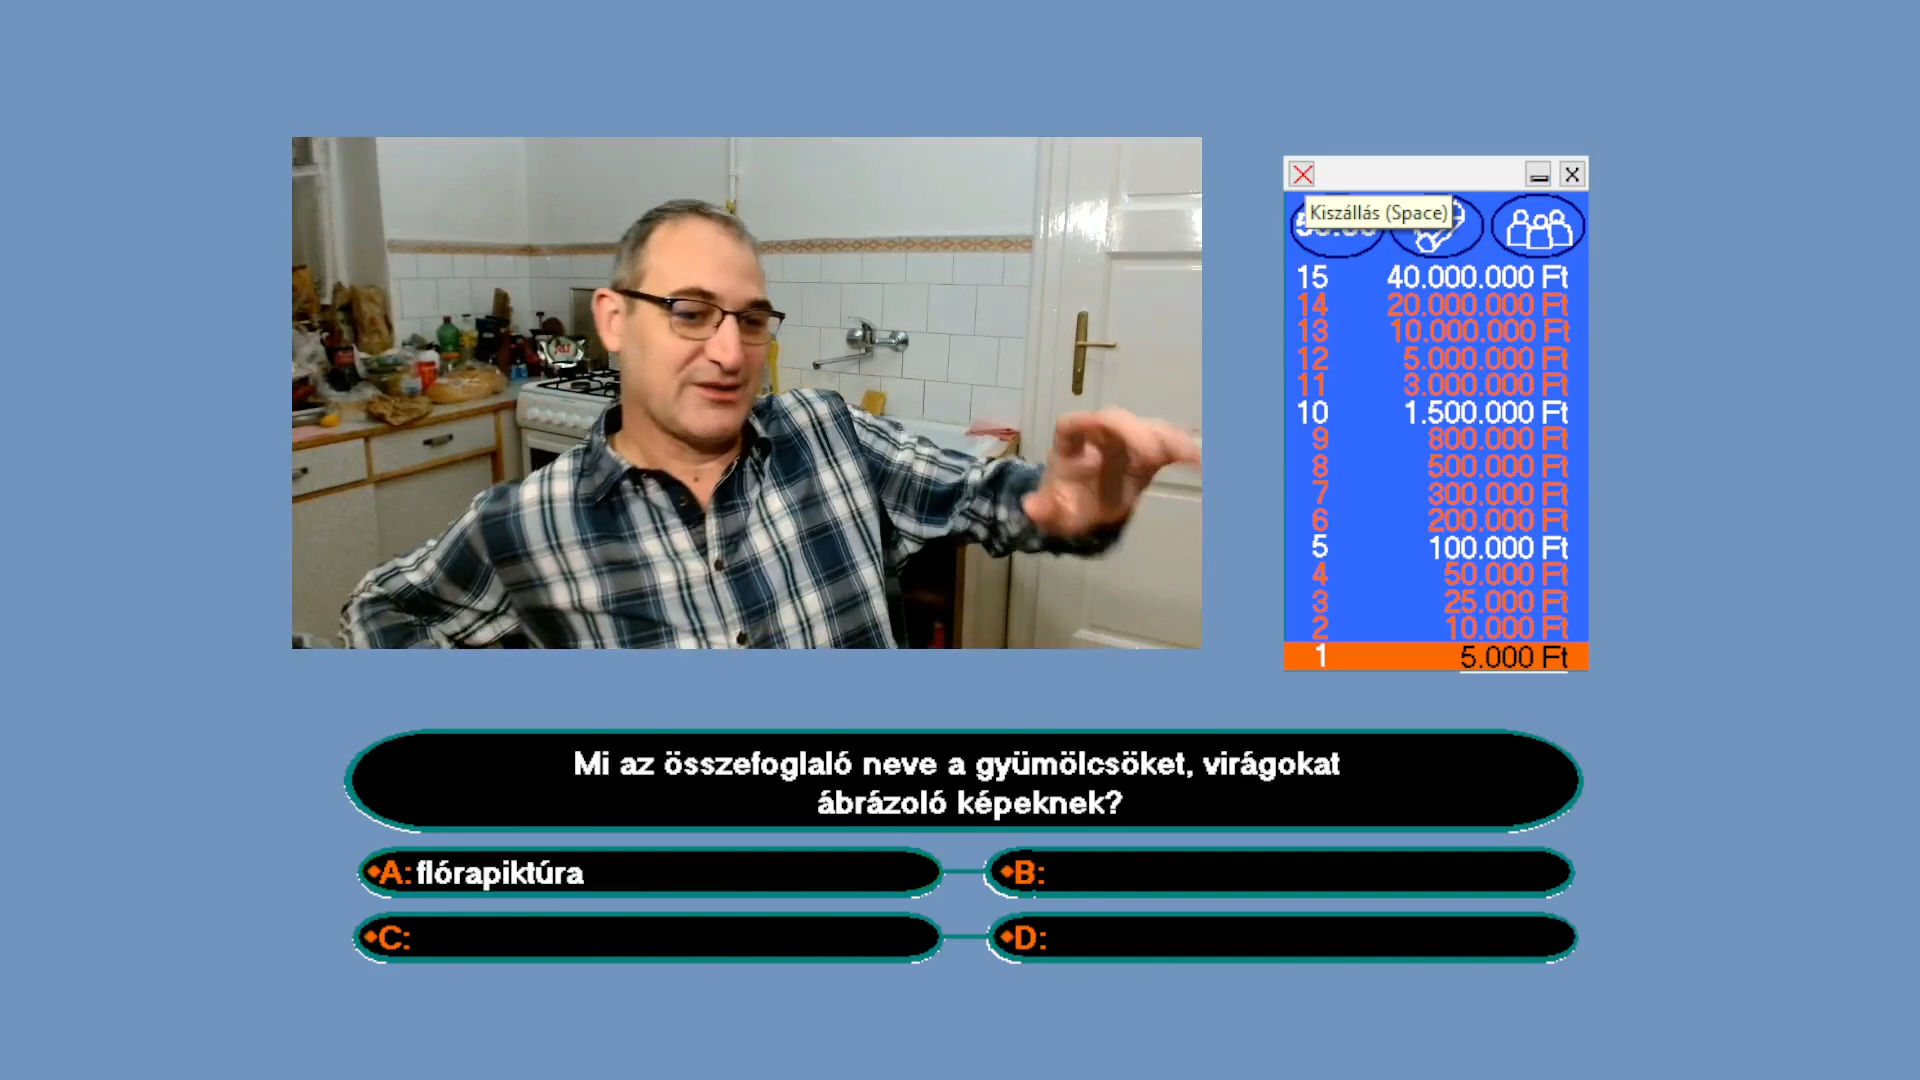 Kiszállás (Space)
15 40.000.000 Ft
14 20.000.000 Ft
13 10.000.000 Ft
12 5.000.000 Ft
11 3.000.000 Ft
10 1.500.000 Ft
9 800.000 Ft
8 500.000 Ft
7 300.000 Ft
6 200.000 Ft
5 100.000 Ft
4 50.000 Ft
3 25.000 Ft
2 10.000 Ft
1 5.000 Ft
Mi az összefoglaló neve a gyümölcsöket, virágokat
ábrázoló képeknek?
A: flórapiktúra
B:
C:
D: